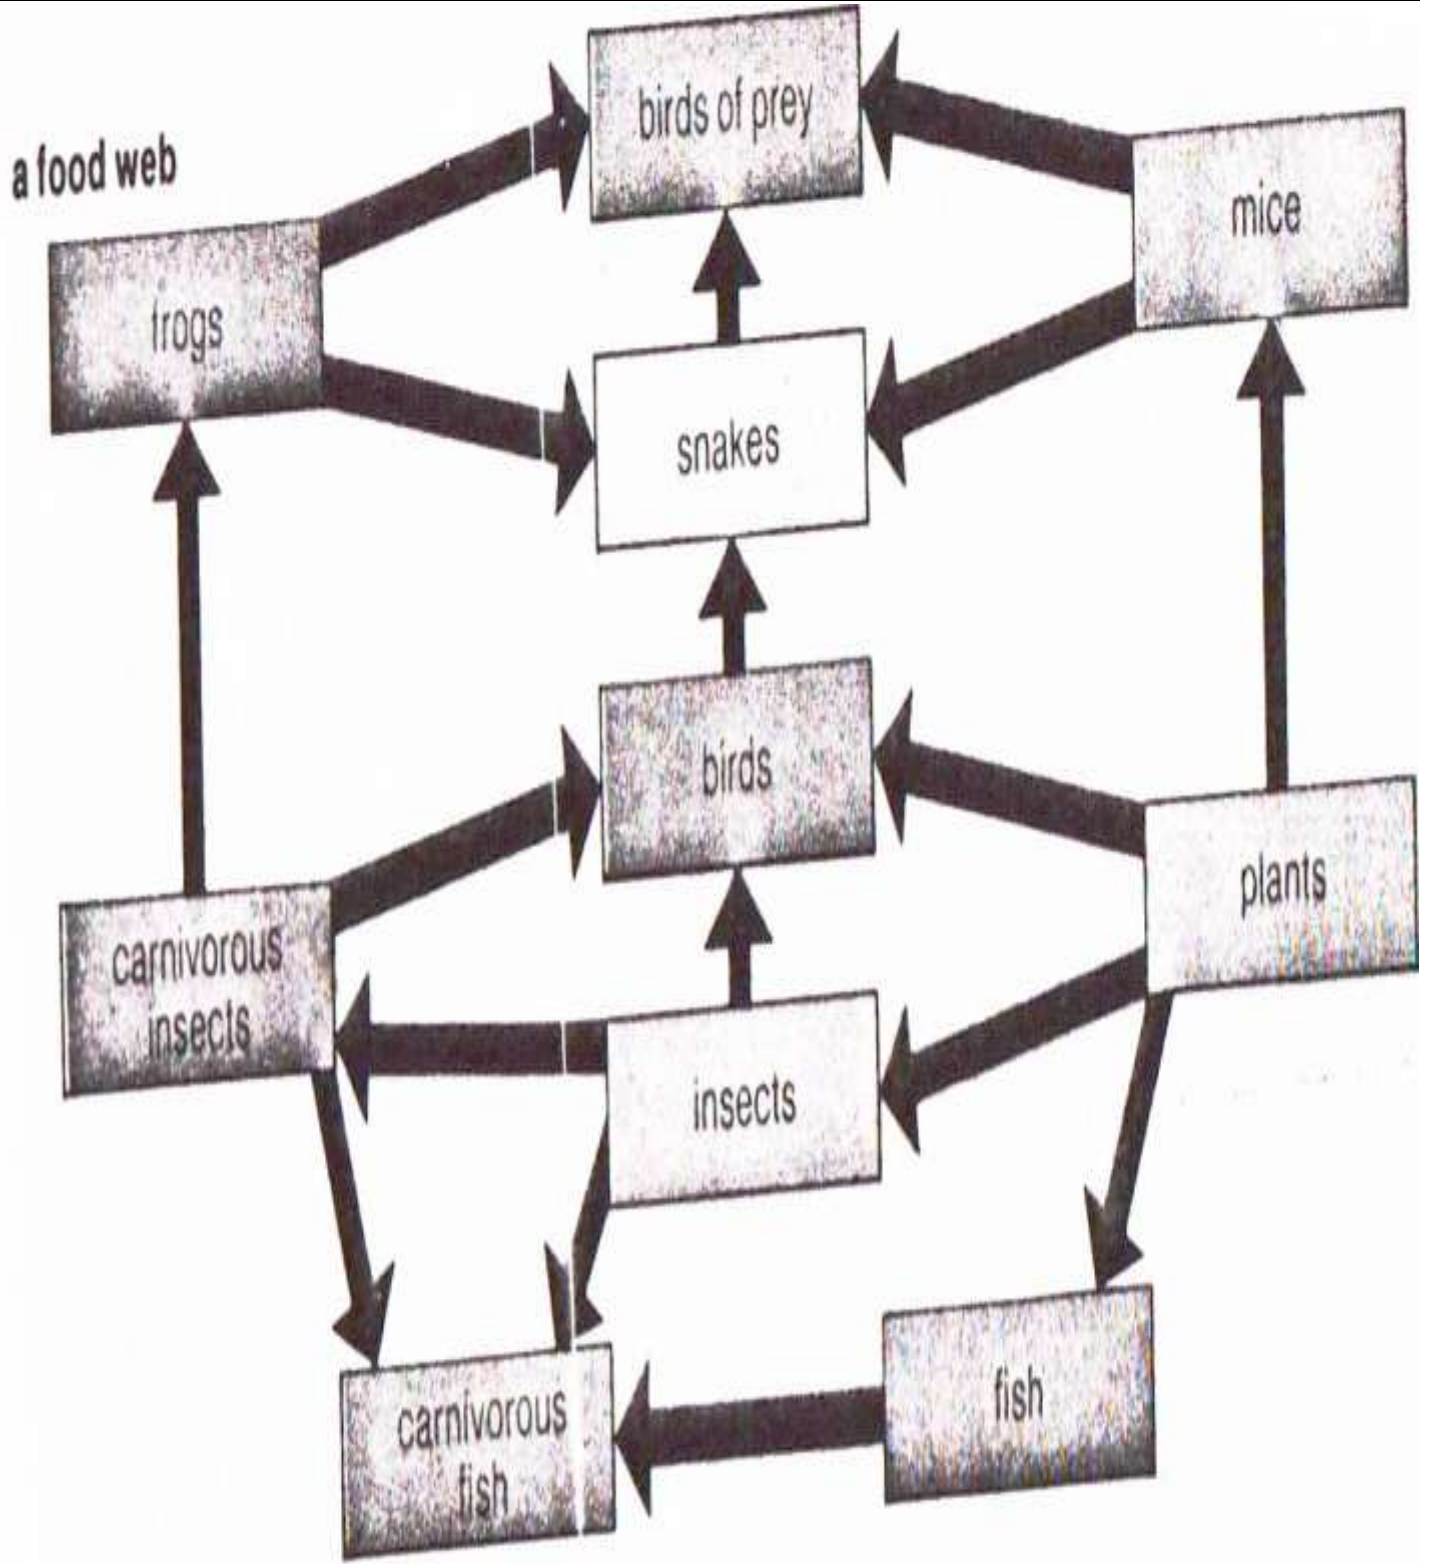 birds of prey
a food web
mice
frogs
snakes
birds
plants
carnivorous
insects
insects
fish
carnivorous
fish